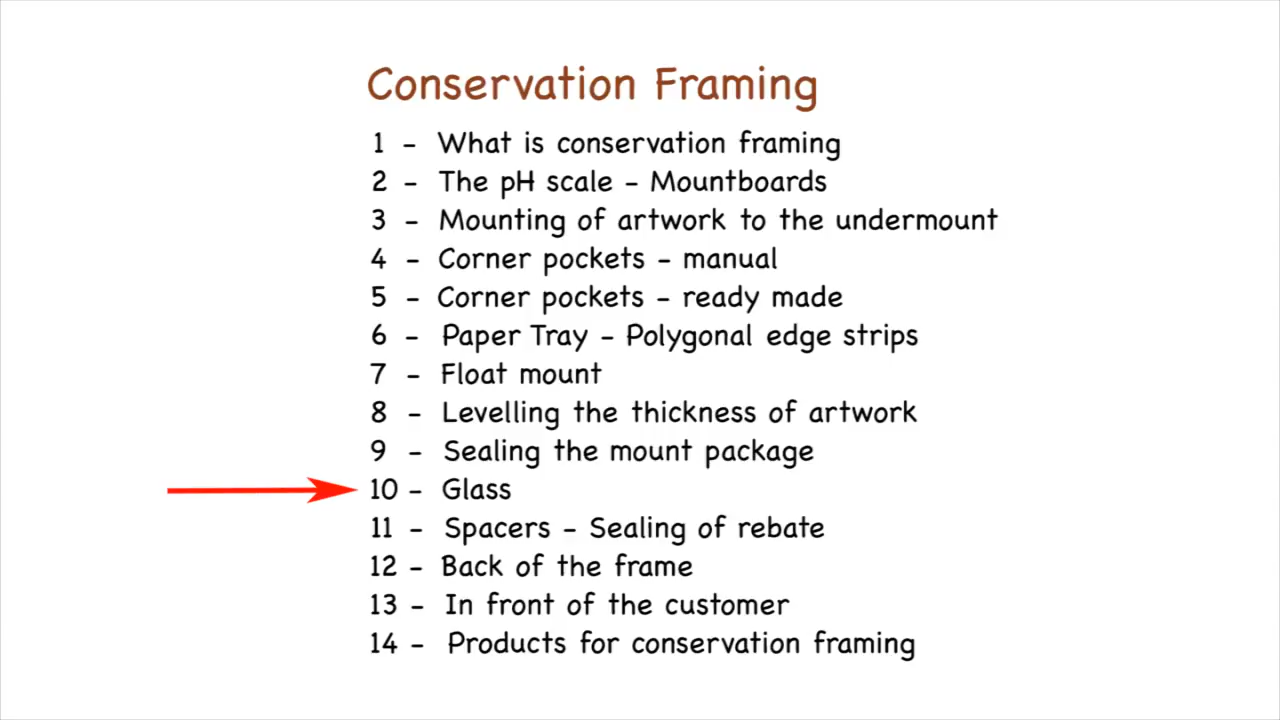 Conservation Framing
1 - What is conservation framing
2 - The pH scale - Mountboards
3 - Mounting of artwork to the undermount
4 - Corner pockets - manual
5 - Corner pockets - ready made
6 - Paper Tray - Polygonal edge strips
7 - Float mount
8 - Levelling the thickness of artwork
9 - Sealing the mount package
10 - Glass
11 - Spacers - Sealing of rebate
12 - Back of the frame
13 - In front of the customer
14 - Products for conservation framing